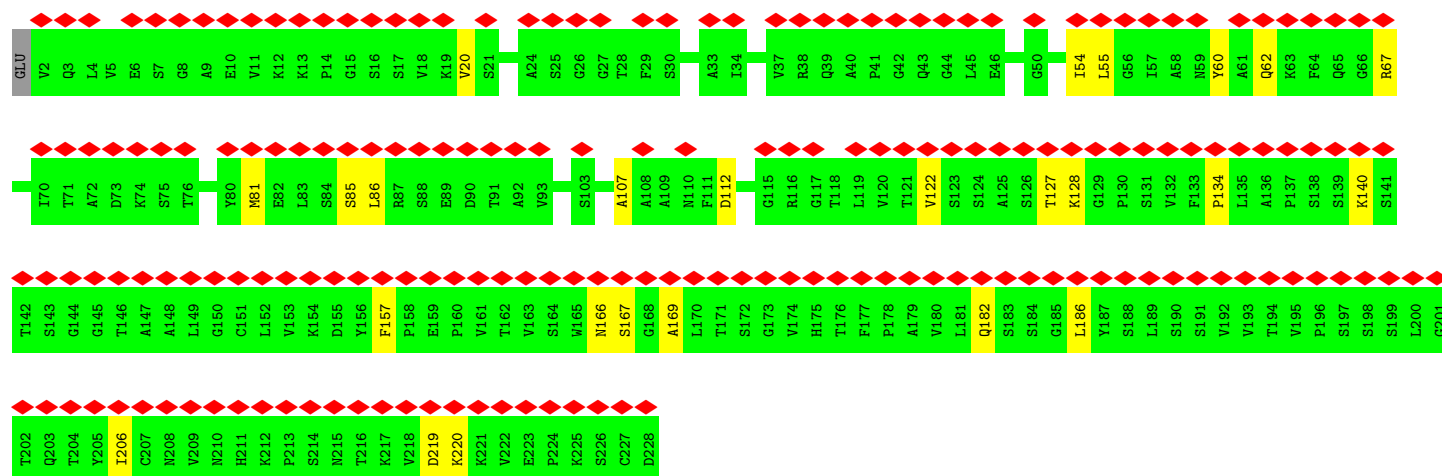 GLU V2 Q3 L4 V5 E6 S7 G8 A9 E10 V11 K12 K13 P14 G15 S16 S17 V18 K19 V20 S21 A24 S25 G26 G27 T28 F29 S30 A33 I34 V37 R38 Q39 A40 P41 G42 Q43 G44 L45 E46 G50 I54 L55 G56 I57 A58 N59 Y60 A61 Q62 K63 F64 Q65 G66 R67
I70 T71 A72 D73 K74 S75 T76 Y80 M81 E82 L83 S84 S85 L86 R87 S88 E89 D90 T91 A92 V93 S103 A107 A108 A109 N110 F111 D112 G115 R116 G117 T118 L119 V120 T121 V122 S123 S124 A125 S126 T127 K128 G129 P130 S131 V132 F133 P134 L135 A136 P137 S138 S139 K140 S141
T142 S143 G144 G145 T146 A147 A148 L149 G150 C151 L152 V153 K154 D155 Y156 F157 P158 E159 P160 V161 T162 V163 S164 W165 N166 S167 G168 A169 L170 T171 S172 G173 V174 H175 T176 F177 P178 A179 V180 L181 Q182 S183 S184 G185 L186 Y187 S188 L189 S190 S191 V192 V193 T194 V195 P196 S197 S198 S199 L200 G201
T202 Q203 T204 Y205 I206 C207 N208 V209 N210 H211 K212 P213 S214 N215 T216 K217 V218 D219 K220 K221 V222 E223 P224 K225 S226 C227 D228